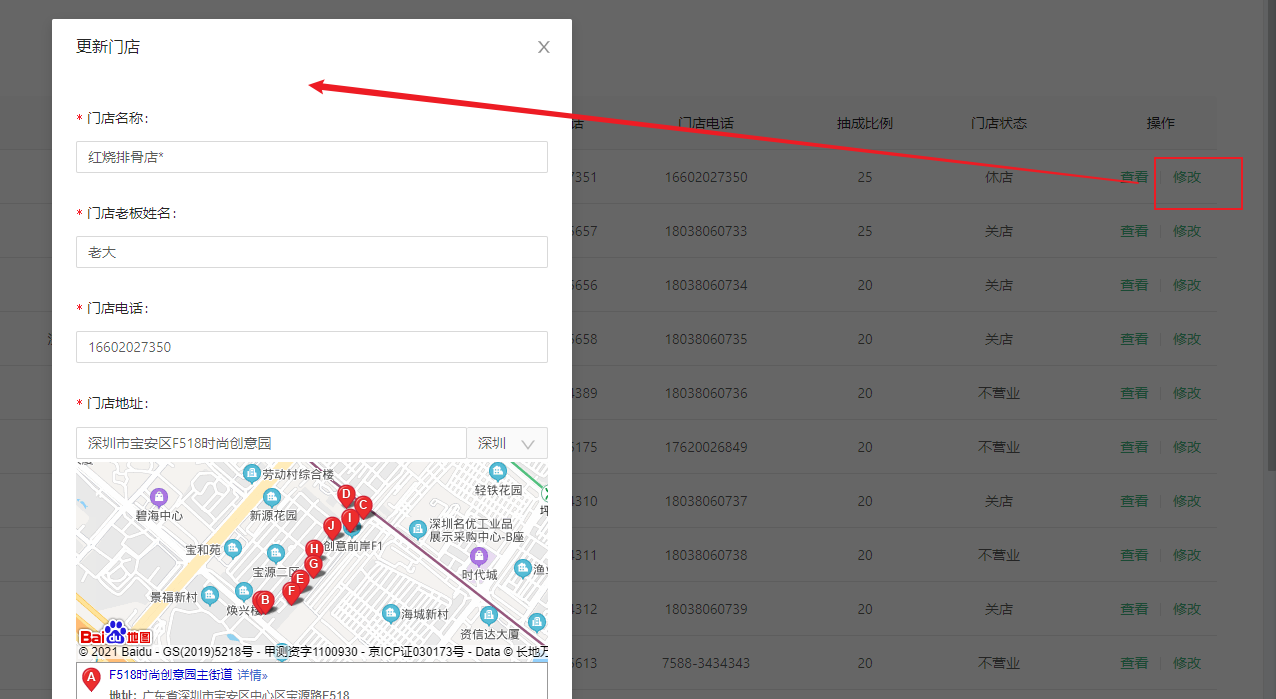 更新门店
* 门店名称:
红烧排骨店*
* 门店老板姓名:
老大
* 门店电话:
16602027350
* 门店地址:
深圳市宝安区F518时尚创意园 深圳
劳动村综合楼
轻铁花园
碧海中心
新源花园
深圳名优工业品
展示采购中心-B座
宝和苑
创意前岸F1
宝源二区
时代城
渔业
景福新村
焕兴楼
海城新村
资信达大厦
D
C
I
J
H
G
E
F
B
Bai du 地图
© 2021 Baidu - GS(2019)5218号 - 甲测资字1100930 - 京ICP证030173号 - Data © 长地万
A F518时尚创意园主街道 详情»
地址: 广东省深圳市宝安区中心区宝源路F518
话 门店电话 抽成比例 门店状态 操作
7351 16602027350 25 休店 查看 修改
6657 18038060733 25 关店 查看 修改
6656 18038060734 20 关店 查看 修改
6658 18038060735 20 关店 查看 修改
4389 18038060736 20 不营业 查看 修改
5175 17620026849 20 不营业 查看 修改
4310 18038060737 20 关店 查看 修改
4311 18038060738 20 不营业 查看 修改
4312 18038060739 20 关店 查看 修改
5613 7588-3434343 20 不营业 查看 修改